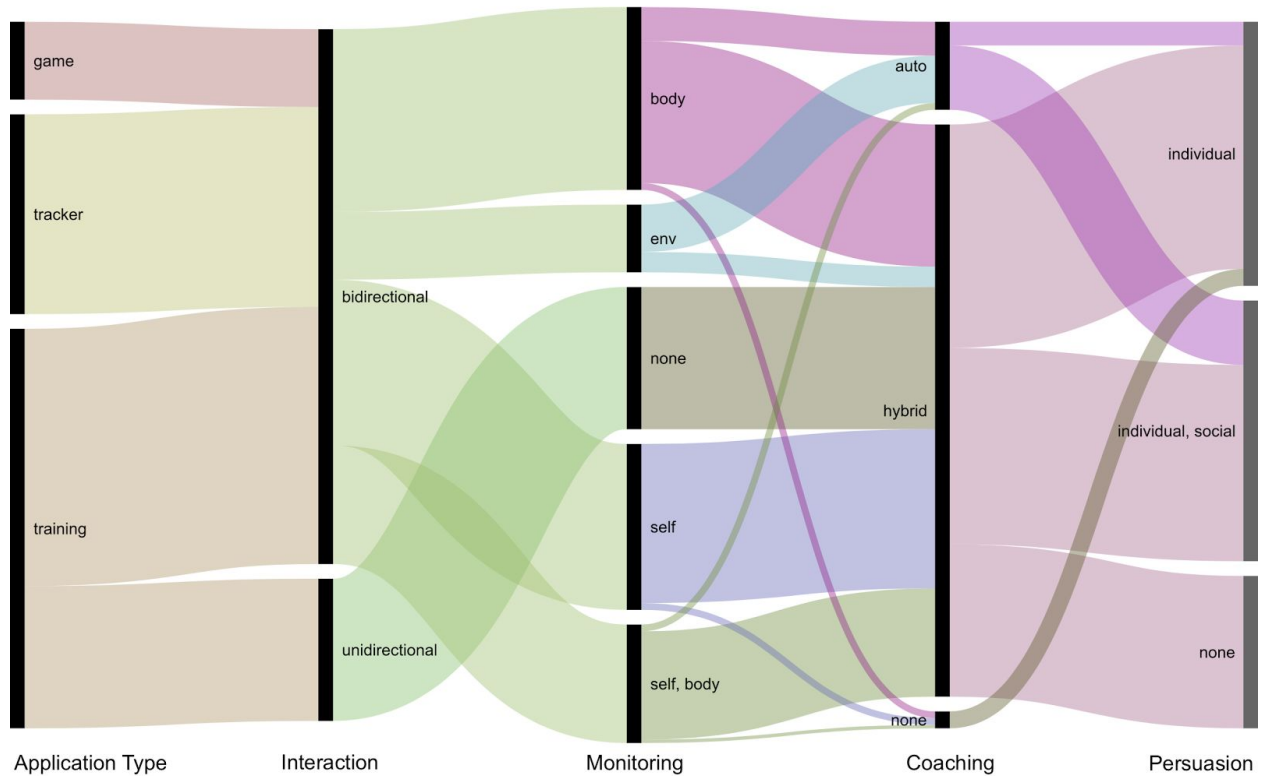 game
tracker
training
bidirectional
unidirectional
body
env
none
self
self, body
auto
hybrid
none
individual
individual, social
none
Application Type
Interaction
Monitoring
Coaching
Persuasion